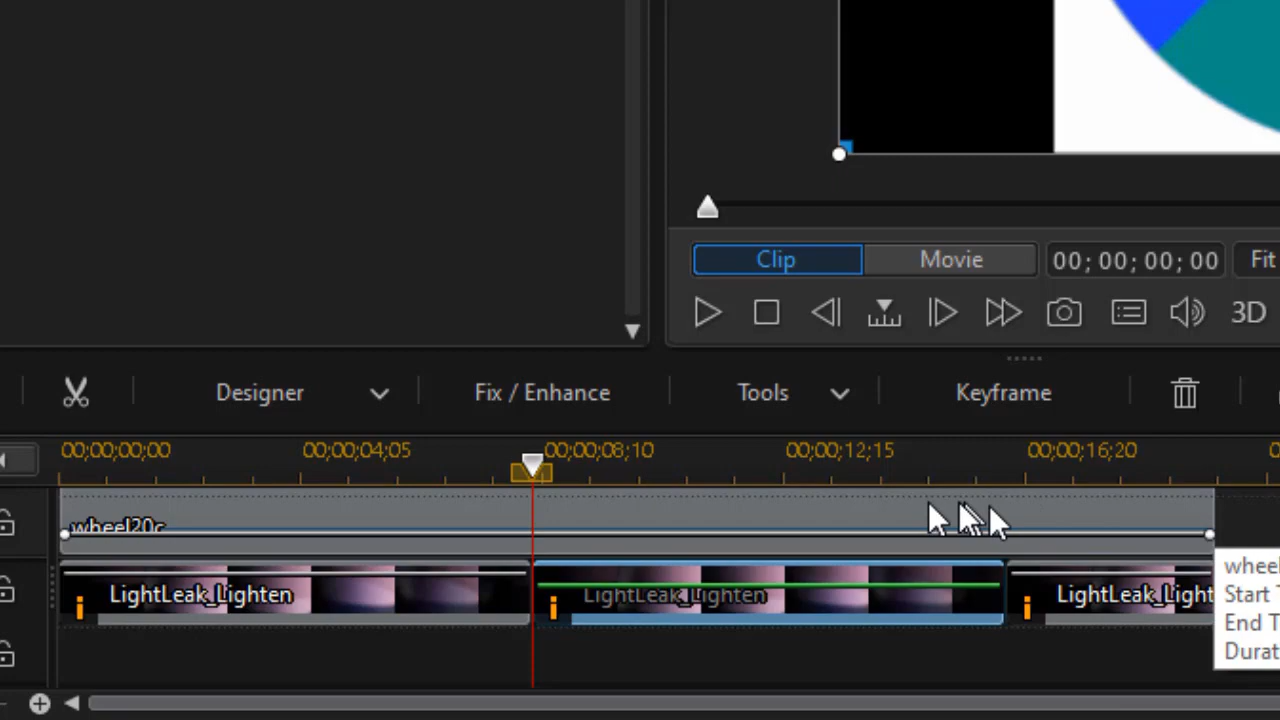 Clip Movie 00; 00; 00; 00 Fit
3D
Designer Fix / Enhance Tools Keyframe
00;00;00;00 00;00;04;05 00;00;08;10 00;00;12;15 00;00;16;20
wheel20c
LightLeak_Lighten LightLeak_Lighten LightLeak_Light
wheel
Start T
End T
Durat